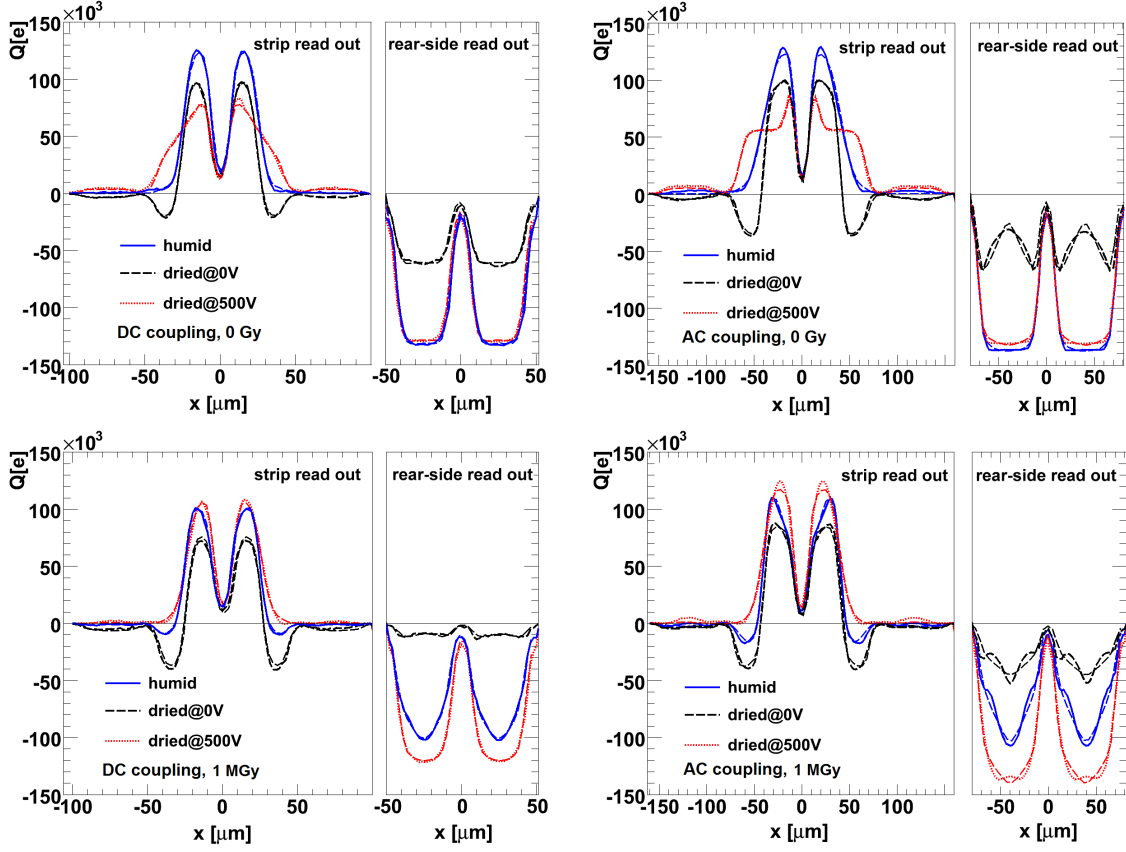 150 ×10³
Q[e]
strip read out
rear-side read out
100
50
0
-50
-100
-150
humid
dried@0V
dried@500V
DC coupling, 0 Gy
-100 -50 0 50
-50 0 50
x [μm]
x [μm]
150 ×10³
Q[e]
strip read out
rear-side read out
100
50
0
-50
-100
-150
humid
dried@0V
dried@500V
AC coupling, 0 Gy
-150 -100 -50 0 50 100
-50 0 50
x [μm]
x [μm]
150 ×10³
Q[e]
strip read out
rear-side read out
100
50
0
-50
-100
-150
humid
dried@0V
dried@500V
DC coupling, 1 MGy
-100 -50 0 50
-50 0 50
x [μm]
x [μm]
150 ×10³
Q[e]
strip read out
rear-side read out
100
50
0
-50
-100
-150
humid
dried@0V
dried@500V
AC coupling, 1 MGy
-150 -100 -50 0 50 100
-50 0 50
x [μm]
x [μm]